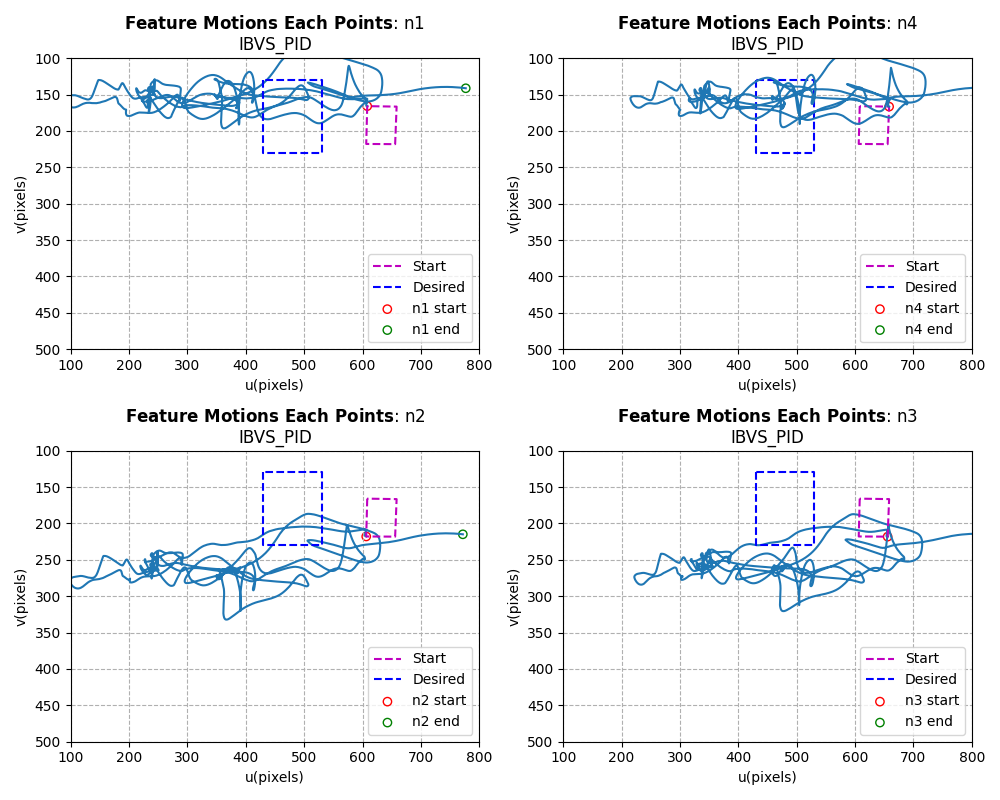 Feature Motions Each Points: n1
IBVS_PID
100
150
200
250
300
350
400
450
500
v(pixels)
Start
Desired
n1 start
n1 end
100 200 300 400 500 600 700 800
u(pixels)
Feature Motions Each Points: n4
IBVS_PID
100
150
200
250
300
350
400
450
500
v(pixels)
Start
Desired
n4 start
n4 end
100 200 300 400 500 600 700 800
u(pixels)
Feature Motions Each Points: n2
IBVS_PID
100
150
200
250
300
350
400
450
500
v(pixels)
Start
Desired
n2 start
n2 end
100 200 300 400 500 600 700 800
u(pixels)
Feature Motions Each Points: n3
IBVS_PID
100
150
200
250
300
350
400
450
500
v(pixels)
Start
Desired
n3 start
n3 end
100 200 300 400 500 600 700 800
u(pixels)